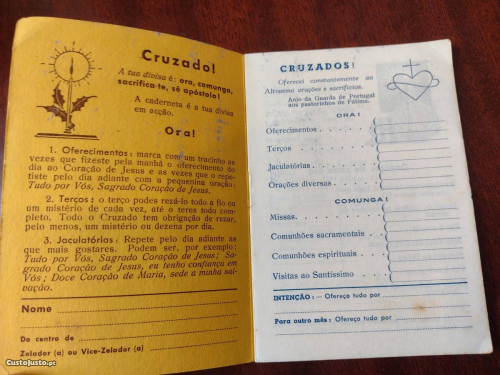 Cruzado!
A tua divisa é: ora, comunga,
sacrifica-te, sê apóstolo!
A caderneta é a tua divisa
em acção.
Ora!
1. Oferecimentos: marca com um tracinho as
vezes que fizeste pela manhã o oferecimento do
dia ao Coração de Jesus e as vezes que o repe-
tiste pelo dia adiante com a pequenina oração:
Tudo por Vós, Sagrado Coração de Jesus.
2. Terços: o terço podes rezá-lo todo a fio ou
um mistério de cada vez, até o teres todo com-
pleto. Todo o Cruzado tem obrigação de rezar,
pelo menos, um mistério ou dezena por dia.
3. Jaculatórias: Repete pelo dia adiante as
que mais gostares. Podem ser, por exemplo:
Tudo por Vós, Sagrado Coração de Jesus; Sa-
grado Coração de Jesus, eu tenho confiança em
Vós; Doce Coração de Maria, sede a minha sal-
vação.
Nome
Do centro de
Zelador (a) ou Vice-Zelador (a)
CustoJusto.pt
CRUZADOS!
Oferecei constantemente ao
Altíssimo orações e sacrifícios.
Anjo da Guarda de Portugal
aos pastorinhos de Fátima.
ORA!
Oferecimentos
Terços
Jaculatórias
Orações diversas
COMUNGA!
Missas
Comunhões sacramentais
Comunhões espirituais
Visitas ao Santíssimo
INTENÇÃO: — Ofereço tudo por
Para outro mês: Ofereço tudo por